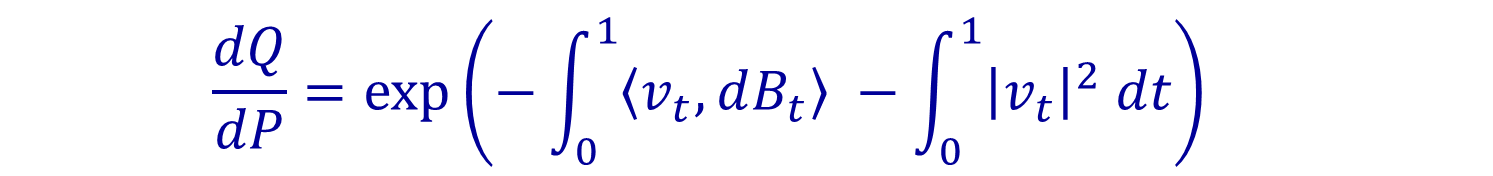 dQ/dP = exp(−∫₀¹⟨v_t, dB_t⟩ − ∫₀¹|v_t|² dt)